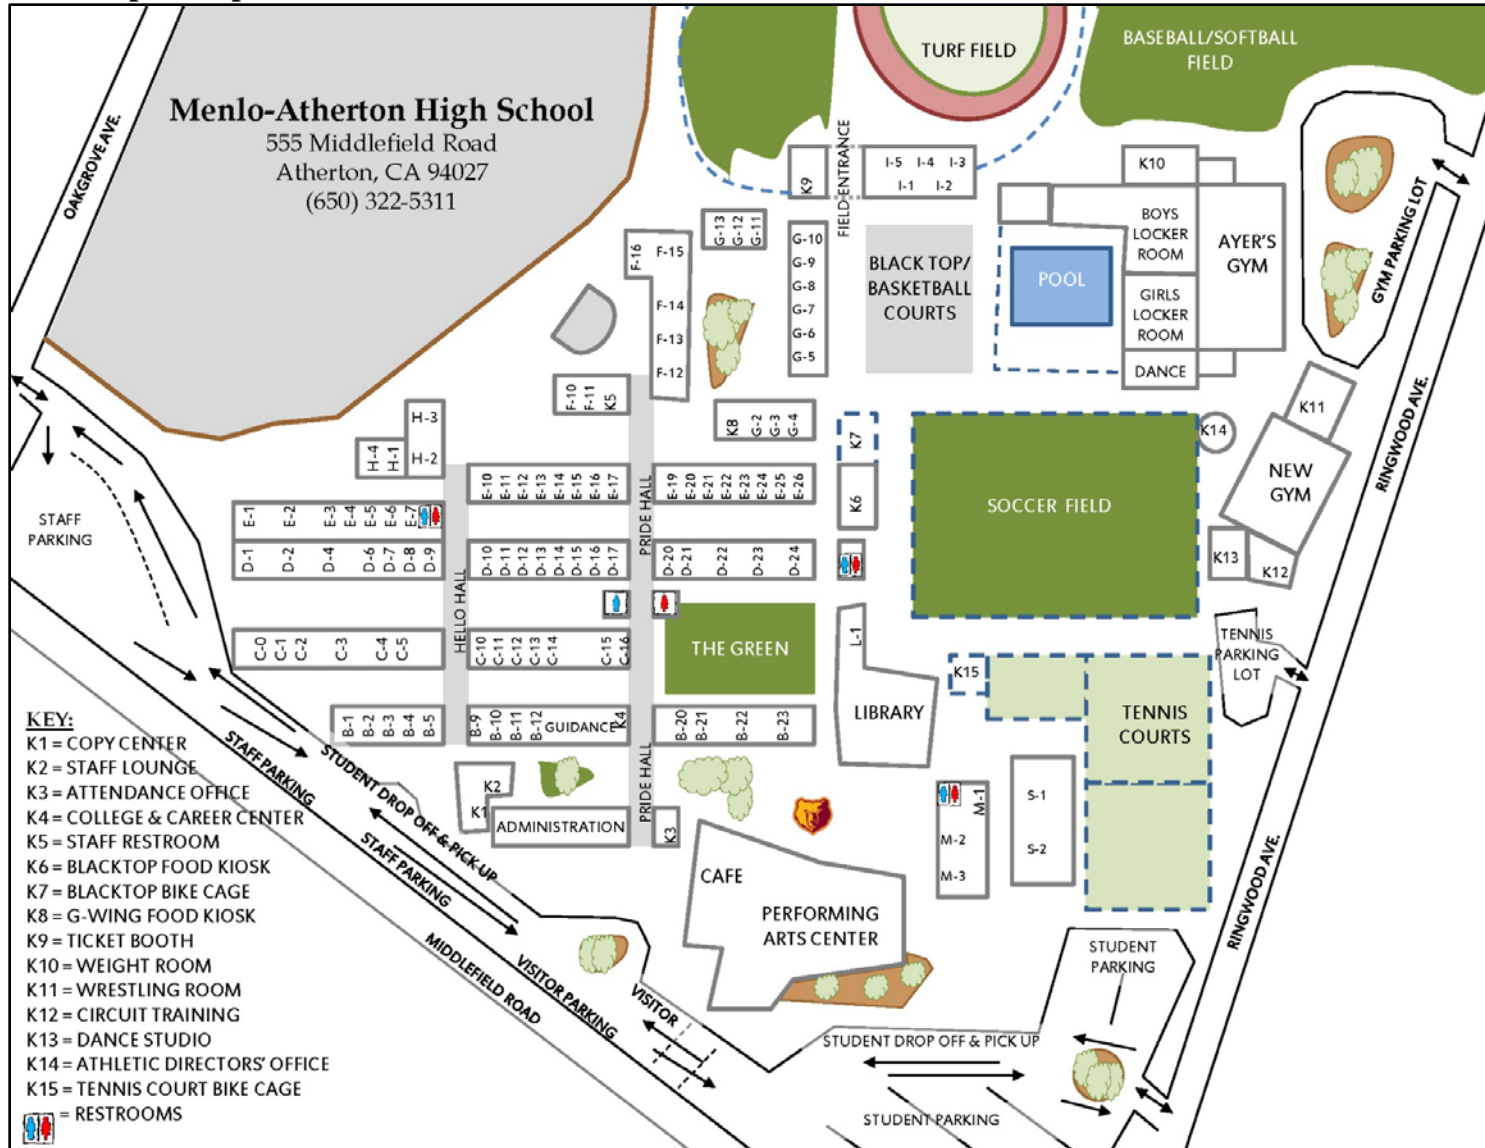 Menlo-Atherton High School
555 Middlefield Road
Atherton, CA 94027
(650) 322-5311
OAKGROVE AVE.
TURF FIELD
BASEBALL/SOFTBALL
FIELD
K9
FIELD ENTRANCE
I-5 I-4 I-3
I-1 I-2
K10
BOYS
LOCKER
ROOM
AYER'S
GYM
GIRLS
LOCKER
ROOM
DANCE
POOL
GYM PARKING LOT
RINGWOOD AVE.
BLACK TOP/
BASKETBALL
COURTS
G-13
G-12
G-11
G-10
G-9
G-8
G-7
G-6
G-5
F-16
F-15
F-14
F-13
F-12
F-10
F-11
K5
K8
G-2
G-3
G-4
K7
K6
K14
K11
NEW
GYM
K13
K12
SOCCER FIELD
H-3
H-2
H-4
H-1
STAFF
PARKING
E-1
E-2
E-3
E-4
E-5
E-6
E-7
E-10
E-11
E-12
E-13
E-14
E-15
E-16
E-17
PRIDE HALL
E-19
E-20
E-21
E-22
E-23
E-24
E-25
E-26
D-1
D-2
D-4
D-6
D-7
D-8
D-9
D-10
D-11
D-12
D-13
D-14
D-15
D-16
D-17
D-20
D-21
D-22
D-23
D-24
HELLO HALL
C-0
C-1
C-2
C-3
C-4
C-5
C-10
C-11
C-12
C-13
C-14
C-15
C-16
THE GREEN
L-1
LIBRARY
K15
TENNIS
PARKING
LOT
TENNIS
COURTS
B-1
B-2
B-3
B-4
B-5
B-9
B-10
B-11
B-12
GUIDANCE
K4
B-20
B-21
B-22
B-23
PRIDE HALL
K2
K1
ADMINISTRATION
K3
M-1
M-2
M-3
S-1
S-2
CAFE
PERFORMING
ARTS CENTER
STAFF PARKING
STUDENT DROP OFF & PICK UP
STAFF PARKING
MIDDLEFIELD ROAD
VISITOR PARKING
VISITOR
STUDENT
PARKING
RINGWOOD AVE.
STUDENT DROP OFF & PICK UP
STUDENT PARKING
KEY:
K1 = COPY CENTER
K2 = STAFF LOUNGE
K3 = ATTENDANCE OFFICE
K4 = COLLEGE & CAREER CENTER
K5 = STAFF RESTROOM
K6 = BLACKTOP FOOD KIOSK
K7 = BLACKTOP BIKE CAGE
K8 = G-WING FOOD KIOSK
K9 = TICKET BOOTH
K10 = WEIGHT ROOM
K11 = WRESTLING ROOM
K12 = CIRCUIT TRAINING
K13 = DANCE STUDIO
K14 = ATHLETIC DIRECTORS' OFFICE
K15 = TENNIS COURT BIKE CAGE
= RESTROOMS